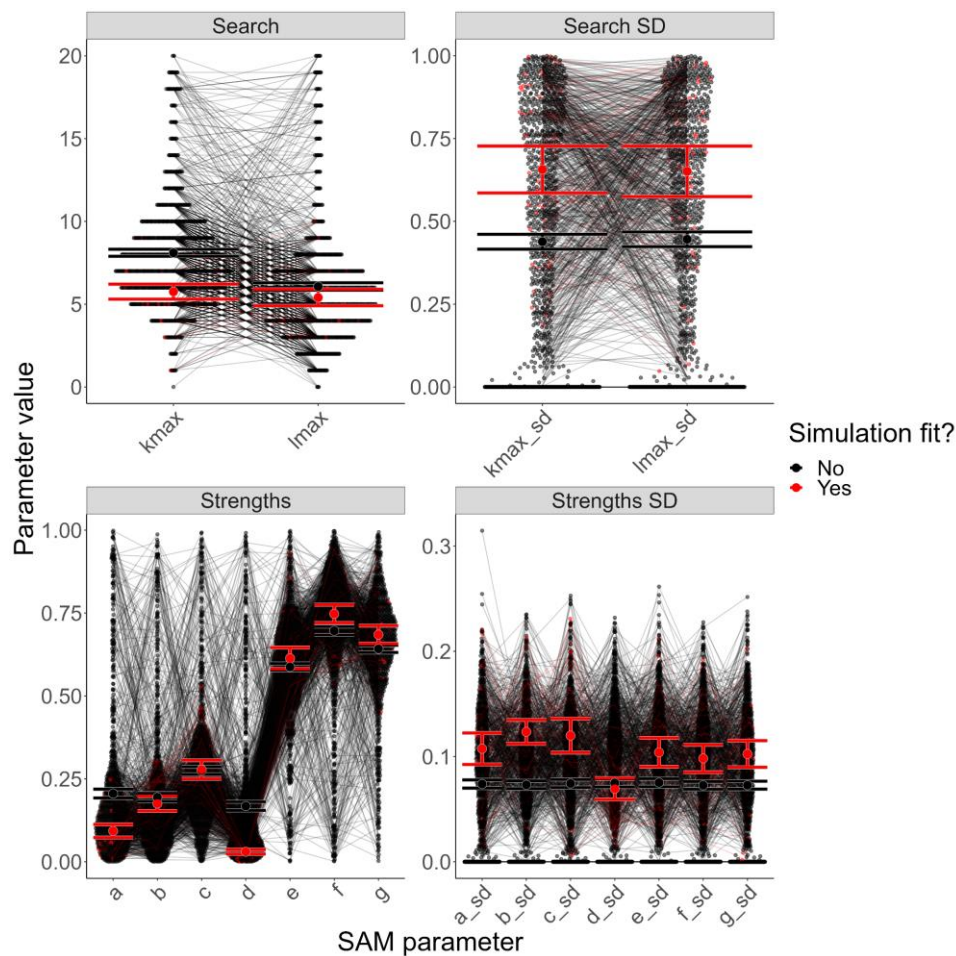 Search
Search SD
20
15
10
5
0
1.00
0.75
0.50
0.25
0.00
kmax
lmax
kmax_sd
lmax_sd
Parameter value
Simulation fit?
No
Yes
Strengths
Strengths SD
1.00
0.75
0.50
0.25
0.00
0.3
0.2
0.1
0.0
a
b
c
d
e
f
g
a_sd
b_sd
c_sd
d_sd
e_sd
f_sd
g_sd
SAM parameter